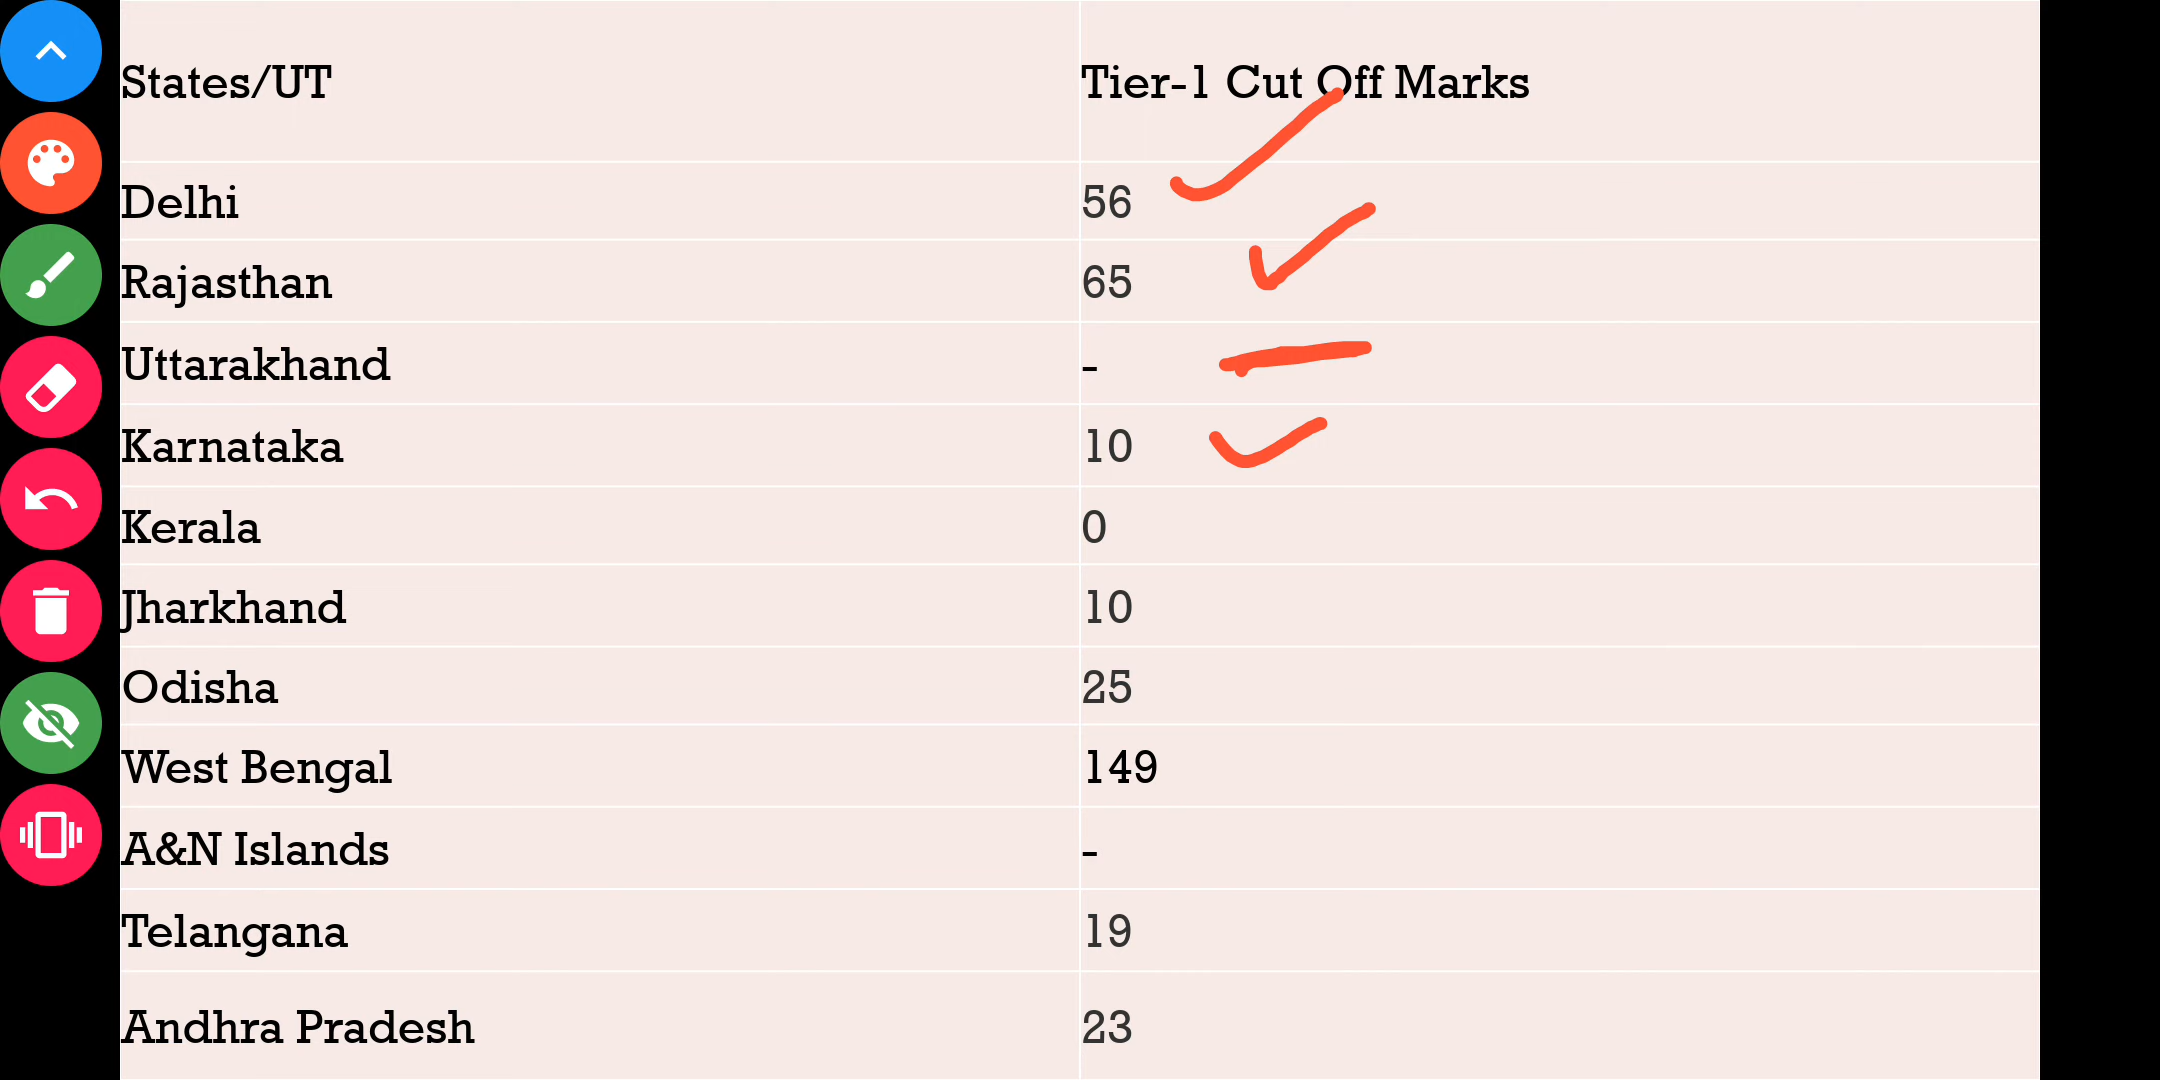 States/UT Tier-1 Cut Off Marks
Delhi 56
Rajasthan 65
Uttarakhand -
Karnataka 10
Kerala 0
Jharkhand 10
Odisha 25
West Bengal 149
A&N Islands -
Telangana 19
Andhra Pradesh 23